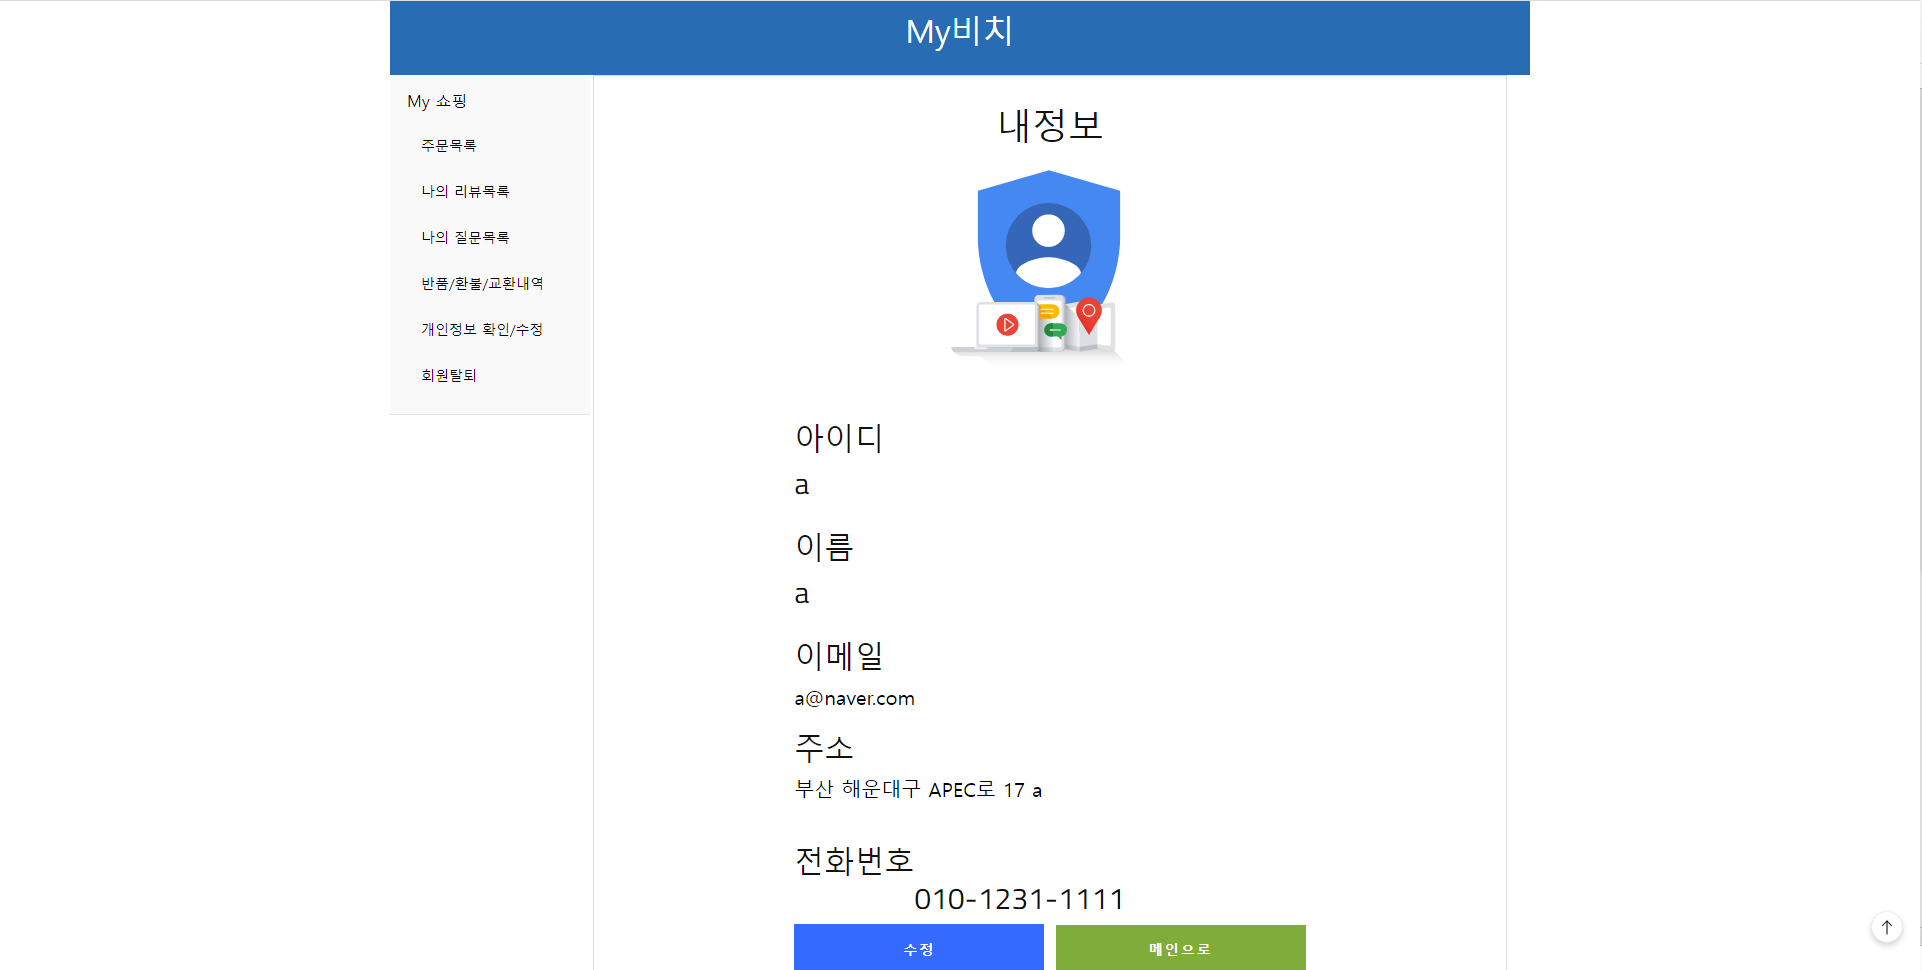 My비치
My 쇼핑
주문목록
나의 리뷰목록
나의 질문목록
반품/환불/교환내역
개인정보 확인/수정
회원탈퇴
내정보
아이디
a
이름
a
이메일
a@naver.com
주소
부산 해운대구 APEC로 17 a
전화번호
010-1231-1111
수정
메인으로